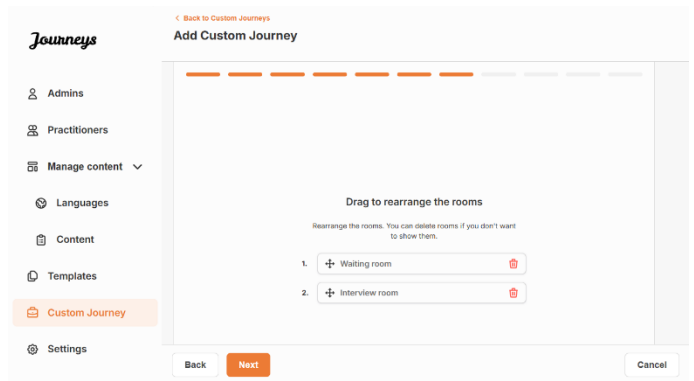 < Back to Custom Journeys
Journeys
Add Custom Journey
Admins
Practitioners
Manage content
Languages
Content
Templates
Custom Journey
Settings
Drag to rearrange the rooms
Rearrange the rooms. You can delete rooms if you don't want
to show them.
1. Waiting room
2. Interview room
Back Next Cancel